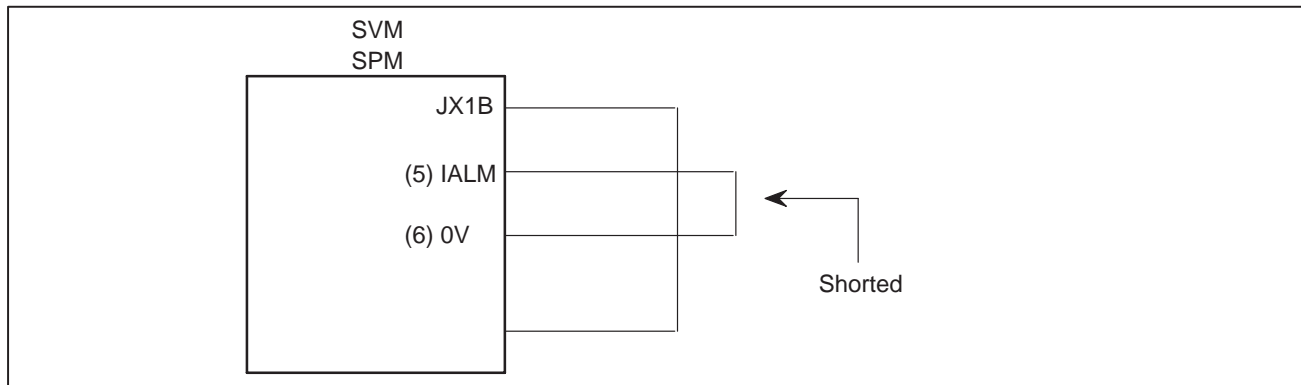 SVM
SPM
JX1B
(5) IALM
(6) 0V
Shorted